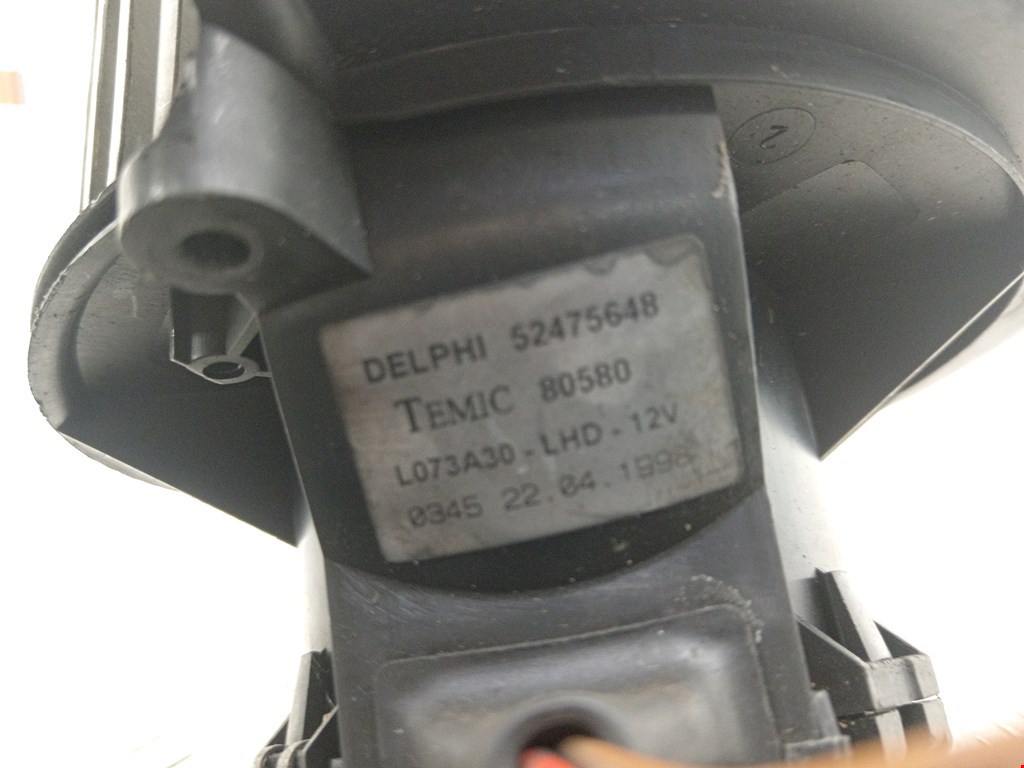 2
DELPHI 52475648
TEMIC 80580
L073A30 - LHD - 12V
0345 22.04.1998